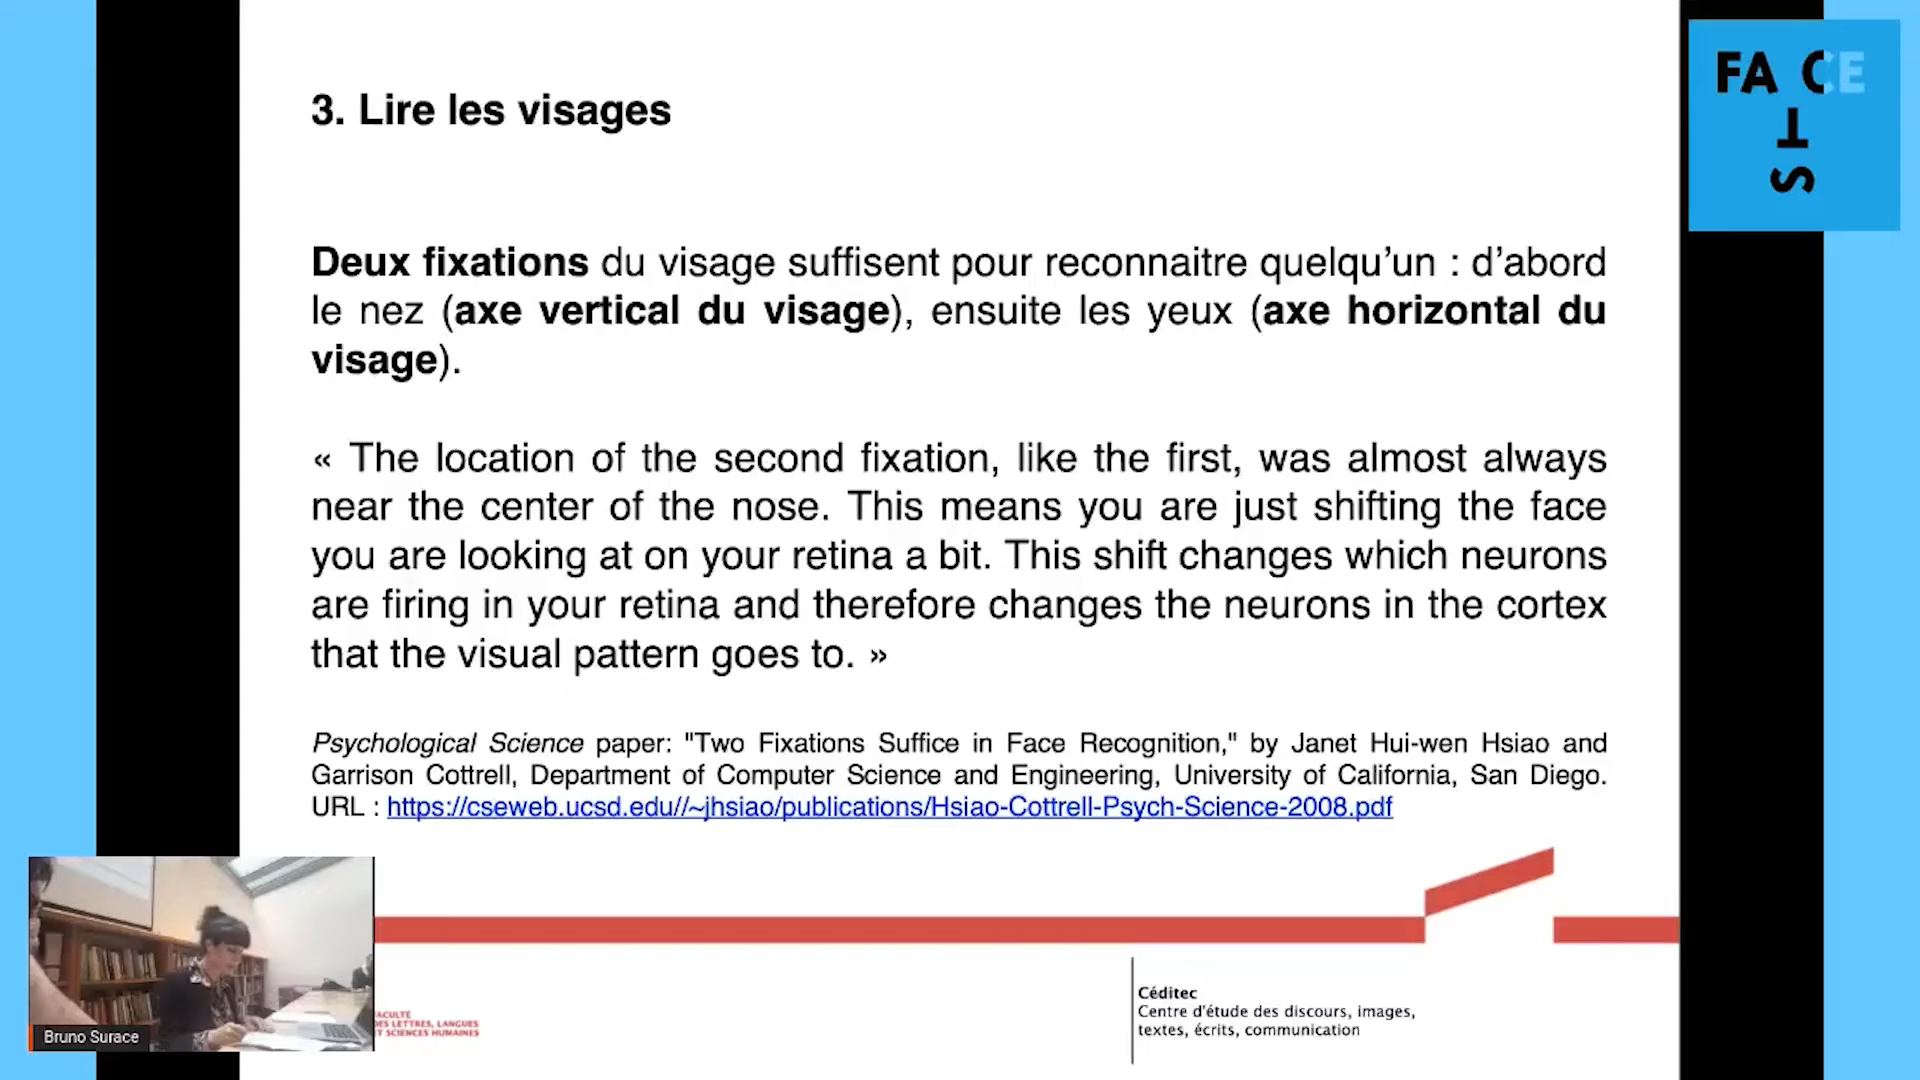 3. Lire les visages
FACE
T
S
Deux fixations du visage suffisent pour reconnaitre quelqu'un : d'abord
le nez (axe vertical du visage), ensuite les yeux (axe horizontal du
visage).
« The location of the second fixation, like the first, was almost always
near the center of the nose. This means you are just shifting the face
you are looking at on your retina a bit. This shift changes which neurons
are firing in your retina and therefore changes the neurons in the cortex
that the visual pattern goes to. »
Psychological Science paper: "Two Fixations Suffice in Face Recognition," by Janet Hui-wen Hsiao and
Garrison Cottrell, Department of Computer Science and Engineering, University of California, San Diego.
URL : https://cseweb.ucsd.edu//~jhsiao/publications/Hsiao-Cottrell-Psych-Science-2008.pdf
Bruno Surace
ACULTÉ
DES LETTRES, LANGUES
T SCIENCES HUMAINES
Céditec
Centre d'étude des discours, images,
textes, écrits, communication